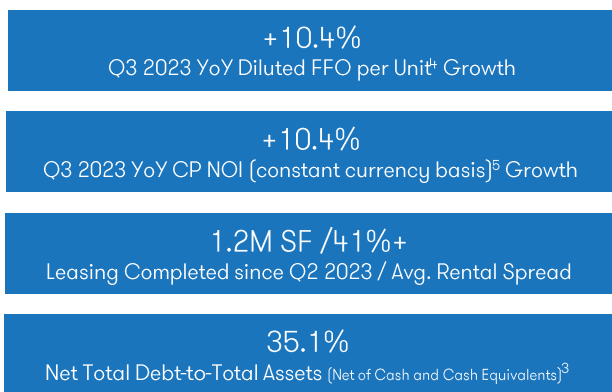 +10.4%
Q3 2023 YoY Diluted FFO per Unit⁴ Growth
+10.4%
Q3 2023 YoY CP NOI (constant currency basis)⁵ Growth
1.2M SF /41%+
Leasing Completed since Q2 2023 / Avg. Rental Spread
35.1%
Net Total Debt-to-Total Assets (Net of Cash and Cash Equivalents)³